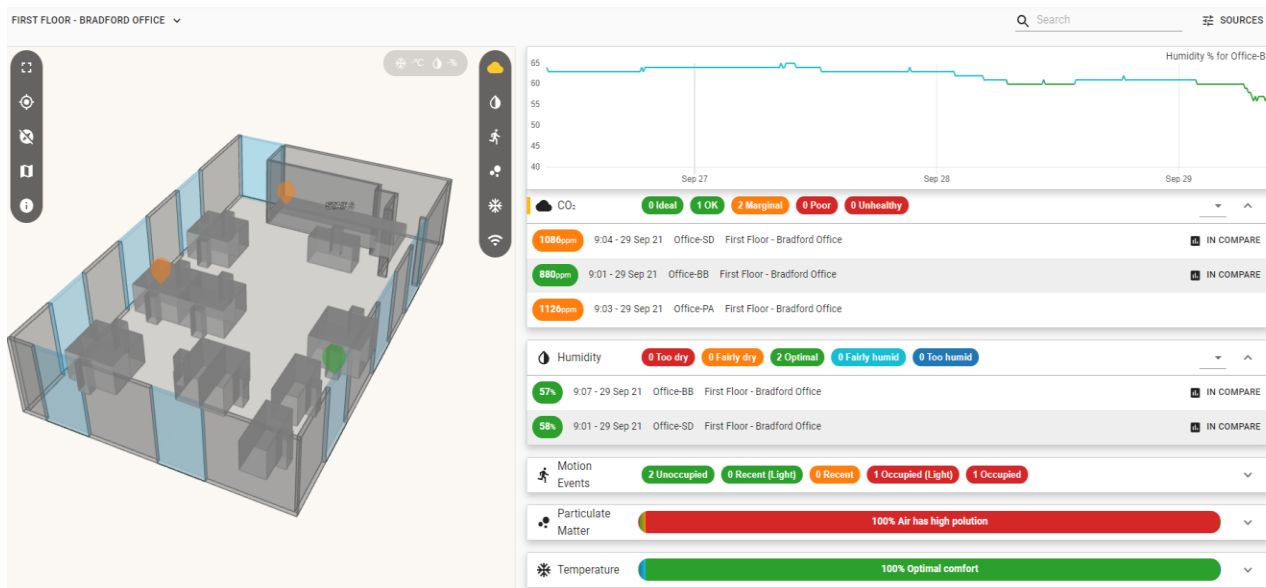 FIRST FLOOR - BRADFORD OFFICE
Search
SOURCES
-°C -%
Humidity % for Office-B
65
60
55
50
45
40
Sep 27 Sep 28 Sep 29
CO₂ 0 Ideal 1 OK 2 Marginal 0 Poor 0 Unhealthy
1086ppm 9:04 - 29 Sep 21 Office-SD First Floor - Bradford Office IN COMPARE
880ppm 9:01 - 29 Sep 21 Office-BB First Floor - Bradford Office IN COMPARE
1126ppm 9:03 - 29 Sep 21 Office-PA First Floor - Bradford Office
Humidity 0 Too dry 0 Fairly dry 2 Optimal 0 Fairly humid 0 Too humid
57% 9:07 - 29 Sep 21 Office-BB First Floor - Bradford Office IN COMPARE
58% 9:01 - 29 Sep 21 Office-SD First Floor - Bradford Office IN COMPARE
Motion
Events
2 Unoccupied 0 Recent (Light) 0 Recent 1 Occupied (Light) 1 Occupied
Particulate
Matter
100% Air has high polution
Temperature 100% Optimal comfort